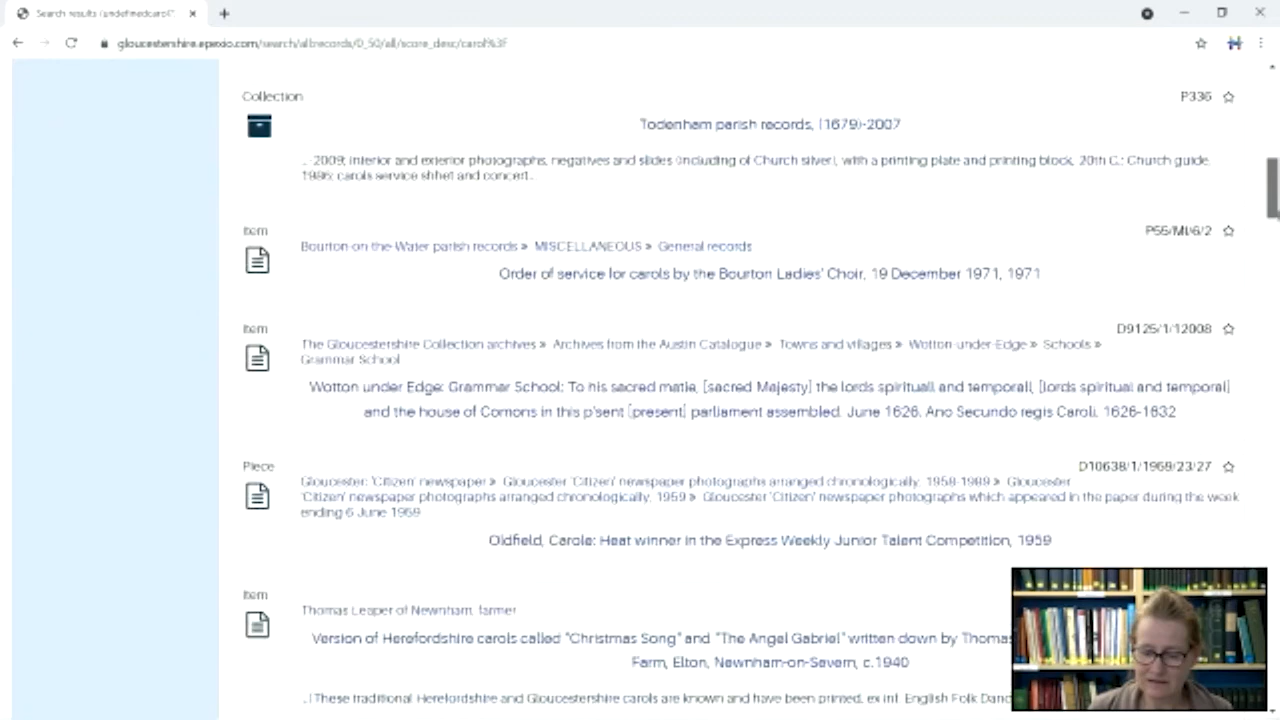 Search results (undefinedcarol*
gloucestershire.epexio.com/search/all:records/0_50/all/score_desc/carol%3f
Collection
P336
Todenham parish records, (1679)-2007
... 2009; interior and exterior photographs, negatives and slides (including of Church silver), with a printing plate and printing block, 20th C.; Church guide,
1986; carols service shhet and concert..
Item
P55/MI/6/2
Bourton-on-the-Water parish records » MISCELLANEOUS » General records
Order of service for carols by the Bourton Ladies' Choir, 19 December 1971, 1971
Item
D9125/1/12008
The Gloucestershire Collection archives » Archives from the Austin Catalogue » Towns and villages » Wotton-under-Edge » Schools »
Grammar School
Wotton under Edge: Grammar School: To his sacred matie, [sacred Majesty] the lords spirituall and temporall, [lords spiritual and temporal]
and the house of Comons in this p'sent [present] parliament assembled. June 1626. Ano Secundo regis Caroli, 1626-1632
Piece
D10638/1/1959/23/27
Gloucester 'Citizen' newspaper » Gloucester 'Citizen' newspaper photographs arranged chronologically, 1958-1989 » Gloucester
'Citizen' newspaper photographs arranged chronologically, 1959 » Gloucester 'Citizen' newspaper photographs which appeared in the paper during the week
ending 6 June 1959
Oldfield, Carole: Heat winner in the Express Weekly Junior Talent Competition, 1959
Item
Thomas Leaper of Newnham, farmer
Version of Herefordshire carols called "Christmas Song" and "The Angel Gabriel" written down by Thomas
Farm, Elton, Newnham-on-Severn, c.1940
..(These traditional Herefordshire and Gloucestershire carols are known and have been printed, ex inf. English Folk Danc